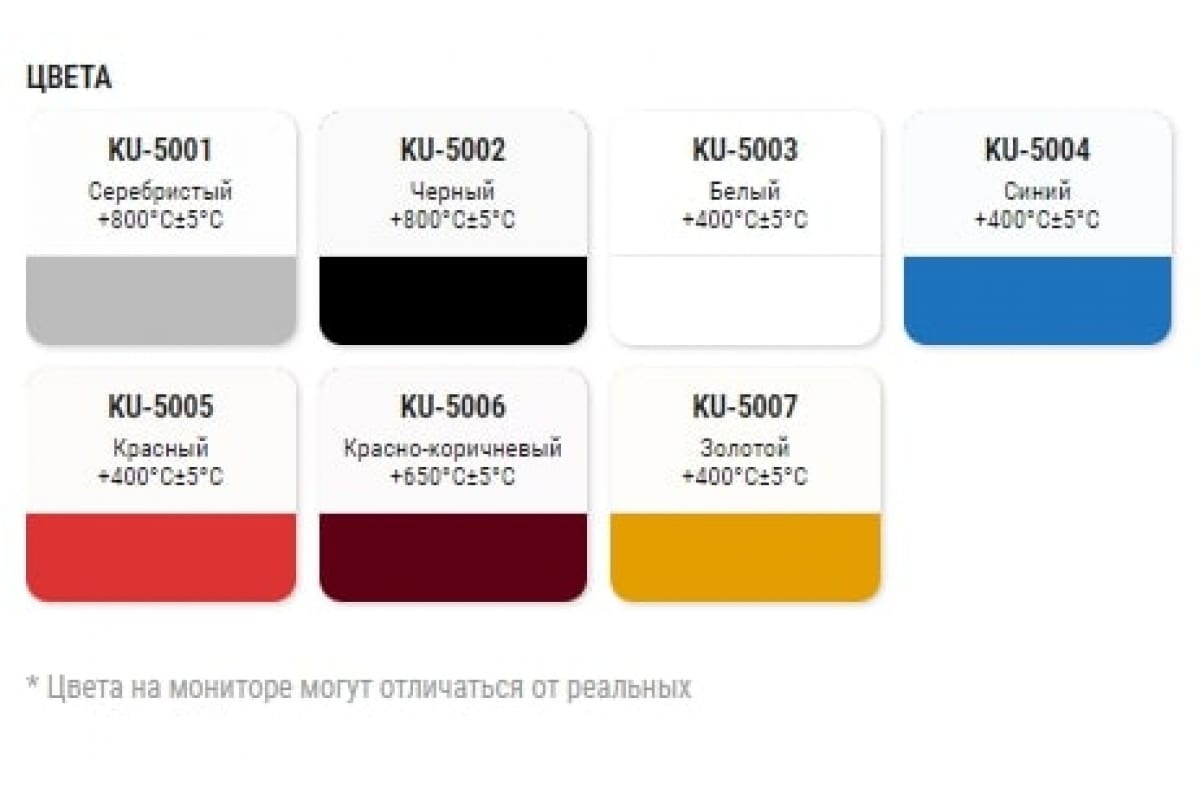 ЦВЕТА
KU-5001
Серебристый
+800°C±5°C
KU-5002
Черный
+800°C±5°C
KU-5003
Белый
+400°C±5°C
KU-5004
Синий
+400°C±5°C
KU-5005
Красный
+400°C±5°C
KU-5006
Красно-коричневый
+650°C±5°C
KU-5007
Золотой
+400°C±5°C
* Цвета на мониторе могут отличаться от реальных